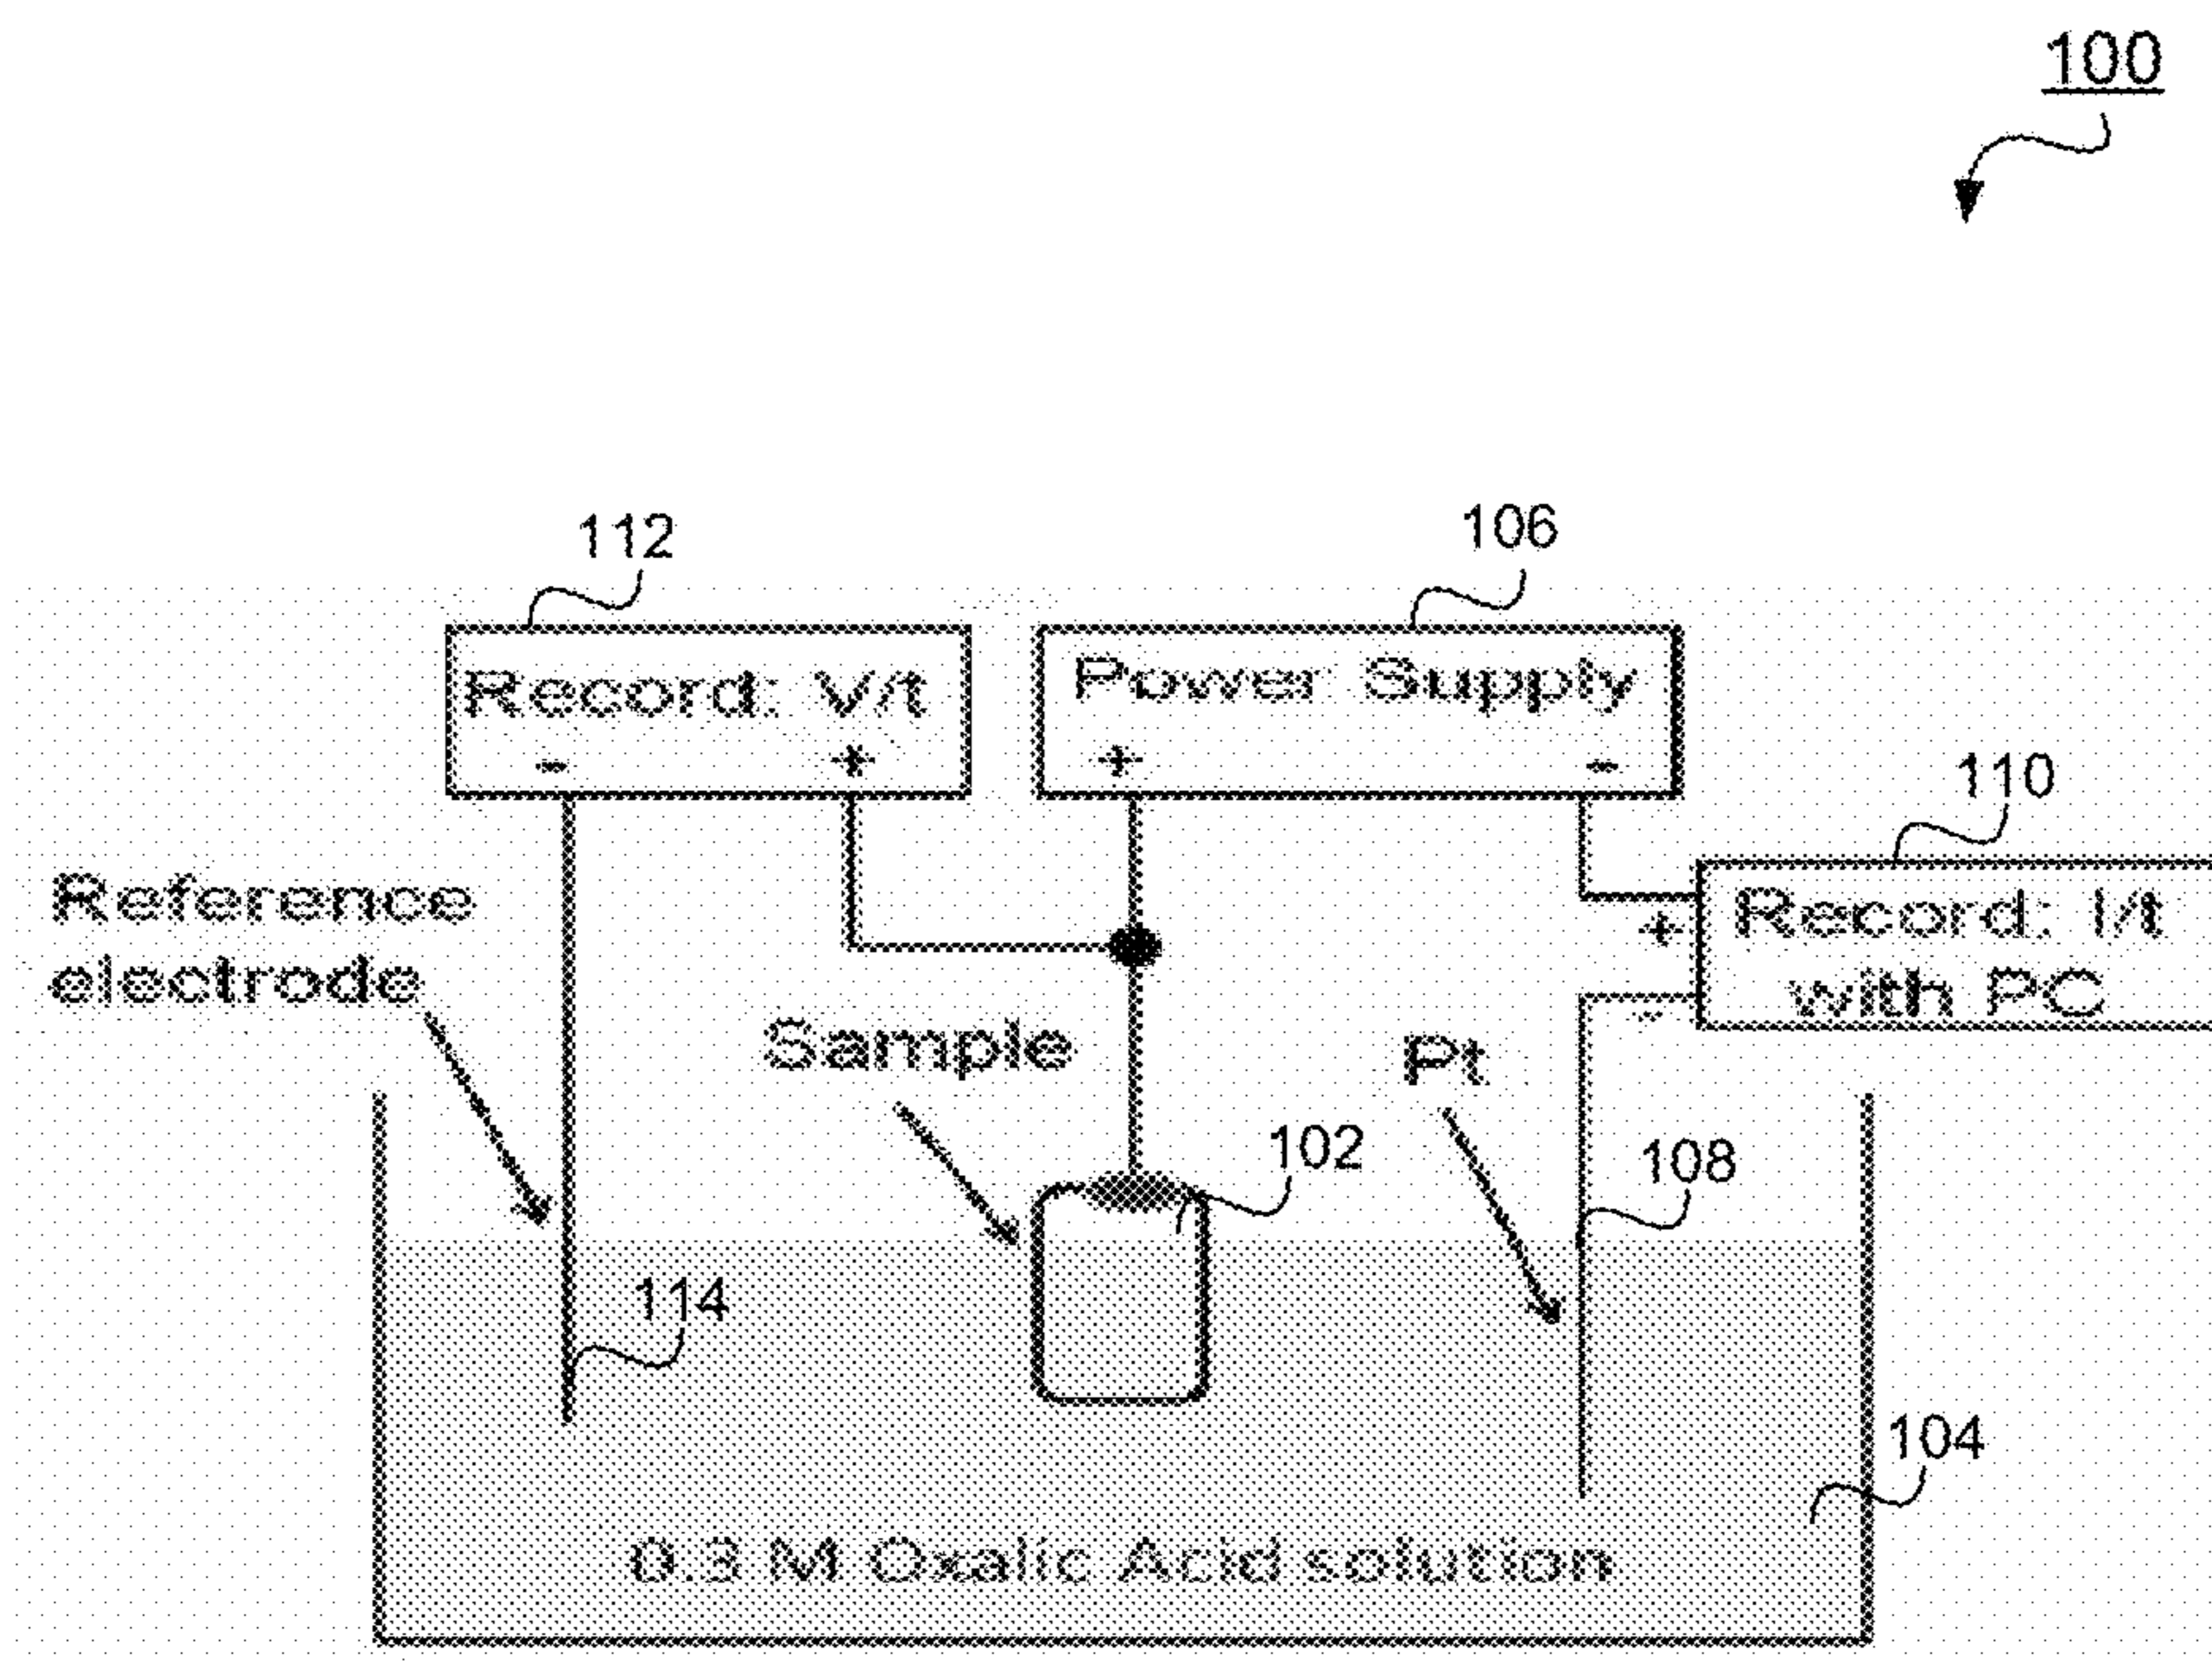 100
112
106
Record: V/t
- +
Power Supply
+ -
110
Record: I/t
with PC
+
-
Reference
electrode
Sample
Pt
102
108
114
104
0.3 M Oxalic Acid solution